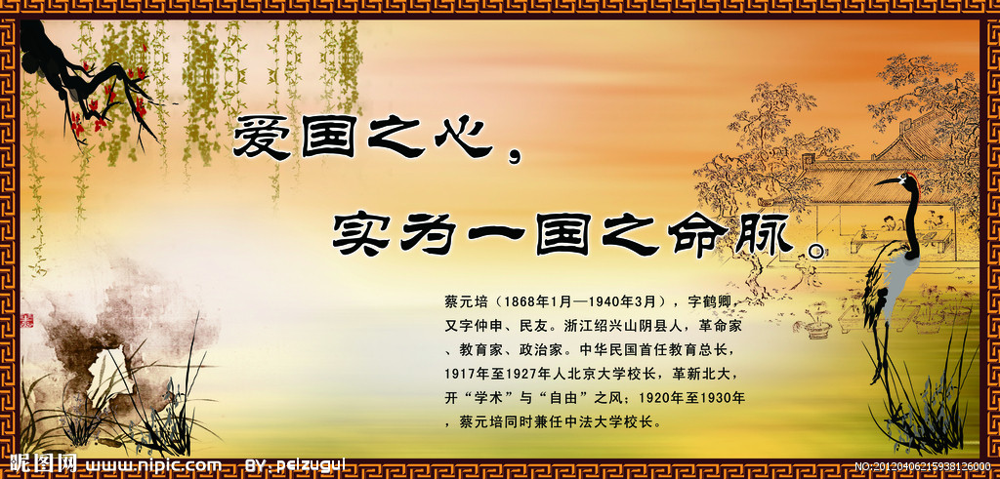 爱国之心，
实为一国之命脉。
蔡元培（1868年1月—1940年3月），字鹤卿，
又字仲申、民友。浙江绍兴山阴县人，革命家
、教育家、政治家。中华民国首任教育总长，
1917年至1927年人北京大学校长，革新北大，
开“学术”与“自由”之风；1920年至1930年
，蔡元培同时兼任中法大学校长。
昵图网 www.nipic.com BY: peizugui
NO:20120406215938126000